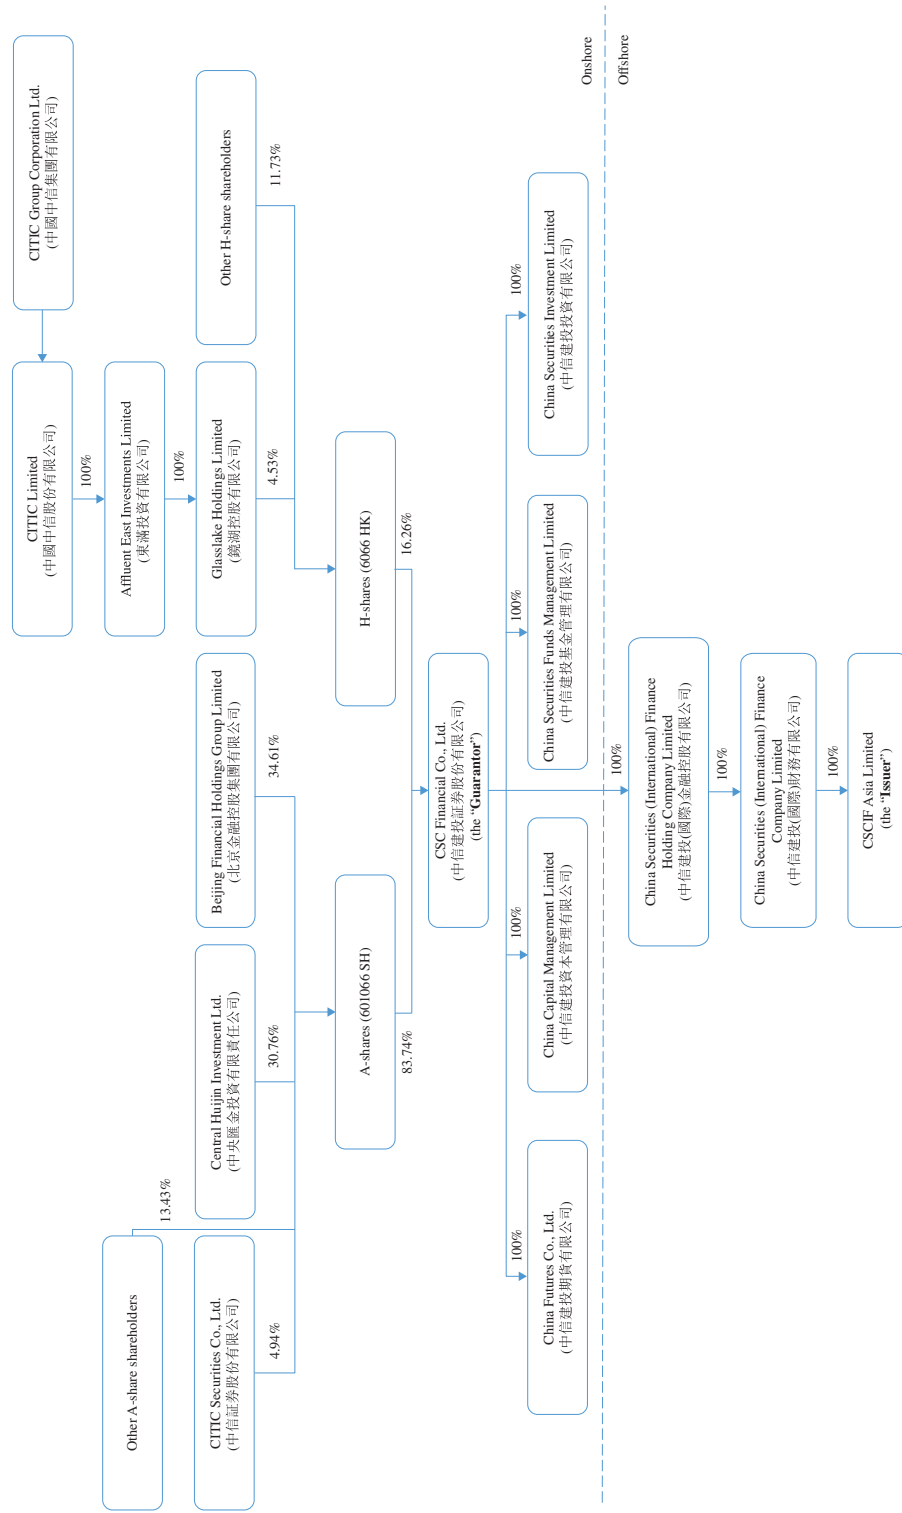 CITIC Group Corporation Ltd.
(中國中信集團有限公司)
CITIC Limited
(中國中信股份有限公司)
100%
Other A-share shareholders
13.43%
Affluent East Investments Limited
(東滿投資有限公司)
100%
CITIC Securities Co., Ltd.
(中信証券股份有限公司)
4.94%
Central Huijin Investment Ltd.
(中央匯金投資有限責任公司)
30.76%
Beijing Financial Holdings Group Limited
(北京金融控股集團有限公司)
34.61%
Glasslake Holdings Limited
(鏡湖控股有限公司)
4.53%
Other H-share shareholders
11.73%
A-shares (601066 SH)
83.74%
H-shares (6066 HK)
16.26%
CSC Financial Co., Ltd.
(中信建投証券股份有限公司)
(the “Guarantor”)
100%
100%
100%
100%
China Futures Co., Ltd.
(中信建投期貨有限公司)
China Capital Management Limited
(中信建投資本管理有限公司)
China Securities Funds Management Limited
(中信建投基金管理有限公司)
China Securities Investment Limited
(中信建投投資有限公司)
Onshore
Offshore
100%
China Securities (International) Finance
Holding Company Limited
(中信建投(國際)金融控股有限公司)
100%
China Securities (International) Finance
Company Limited
(中信建投(國際)財務有限公司)
100%
CSCIF Asia Limited
(the “Issuer”)